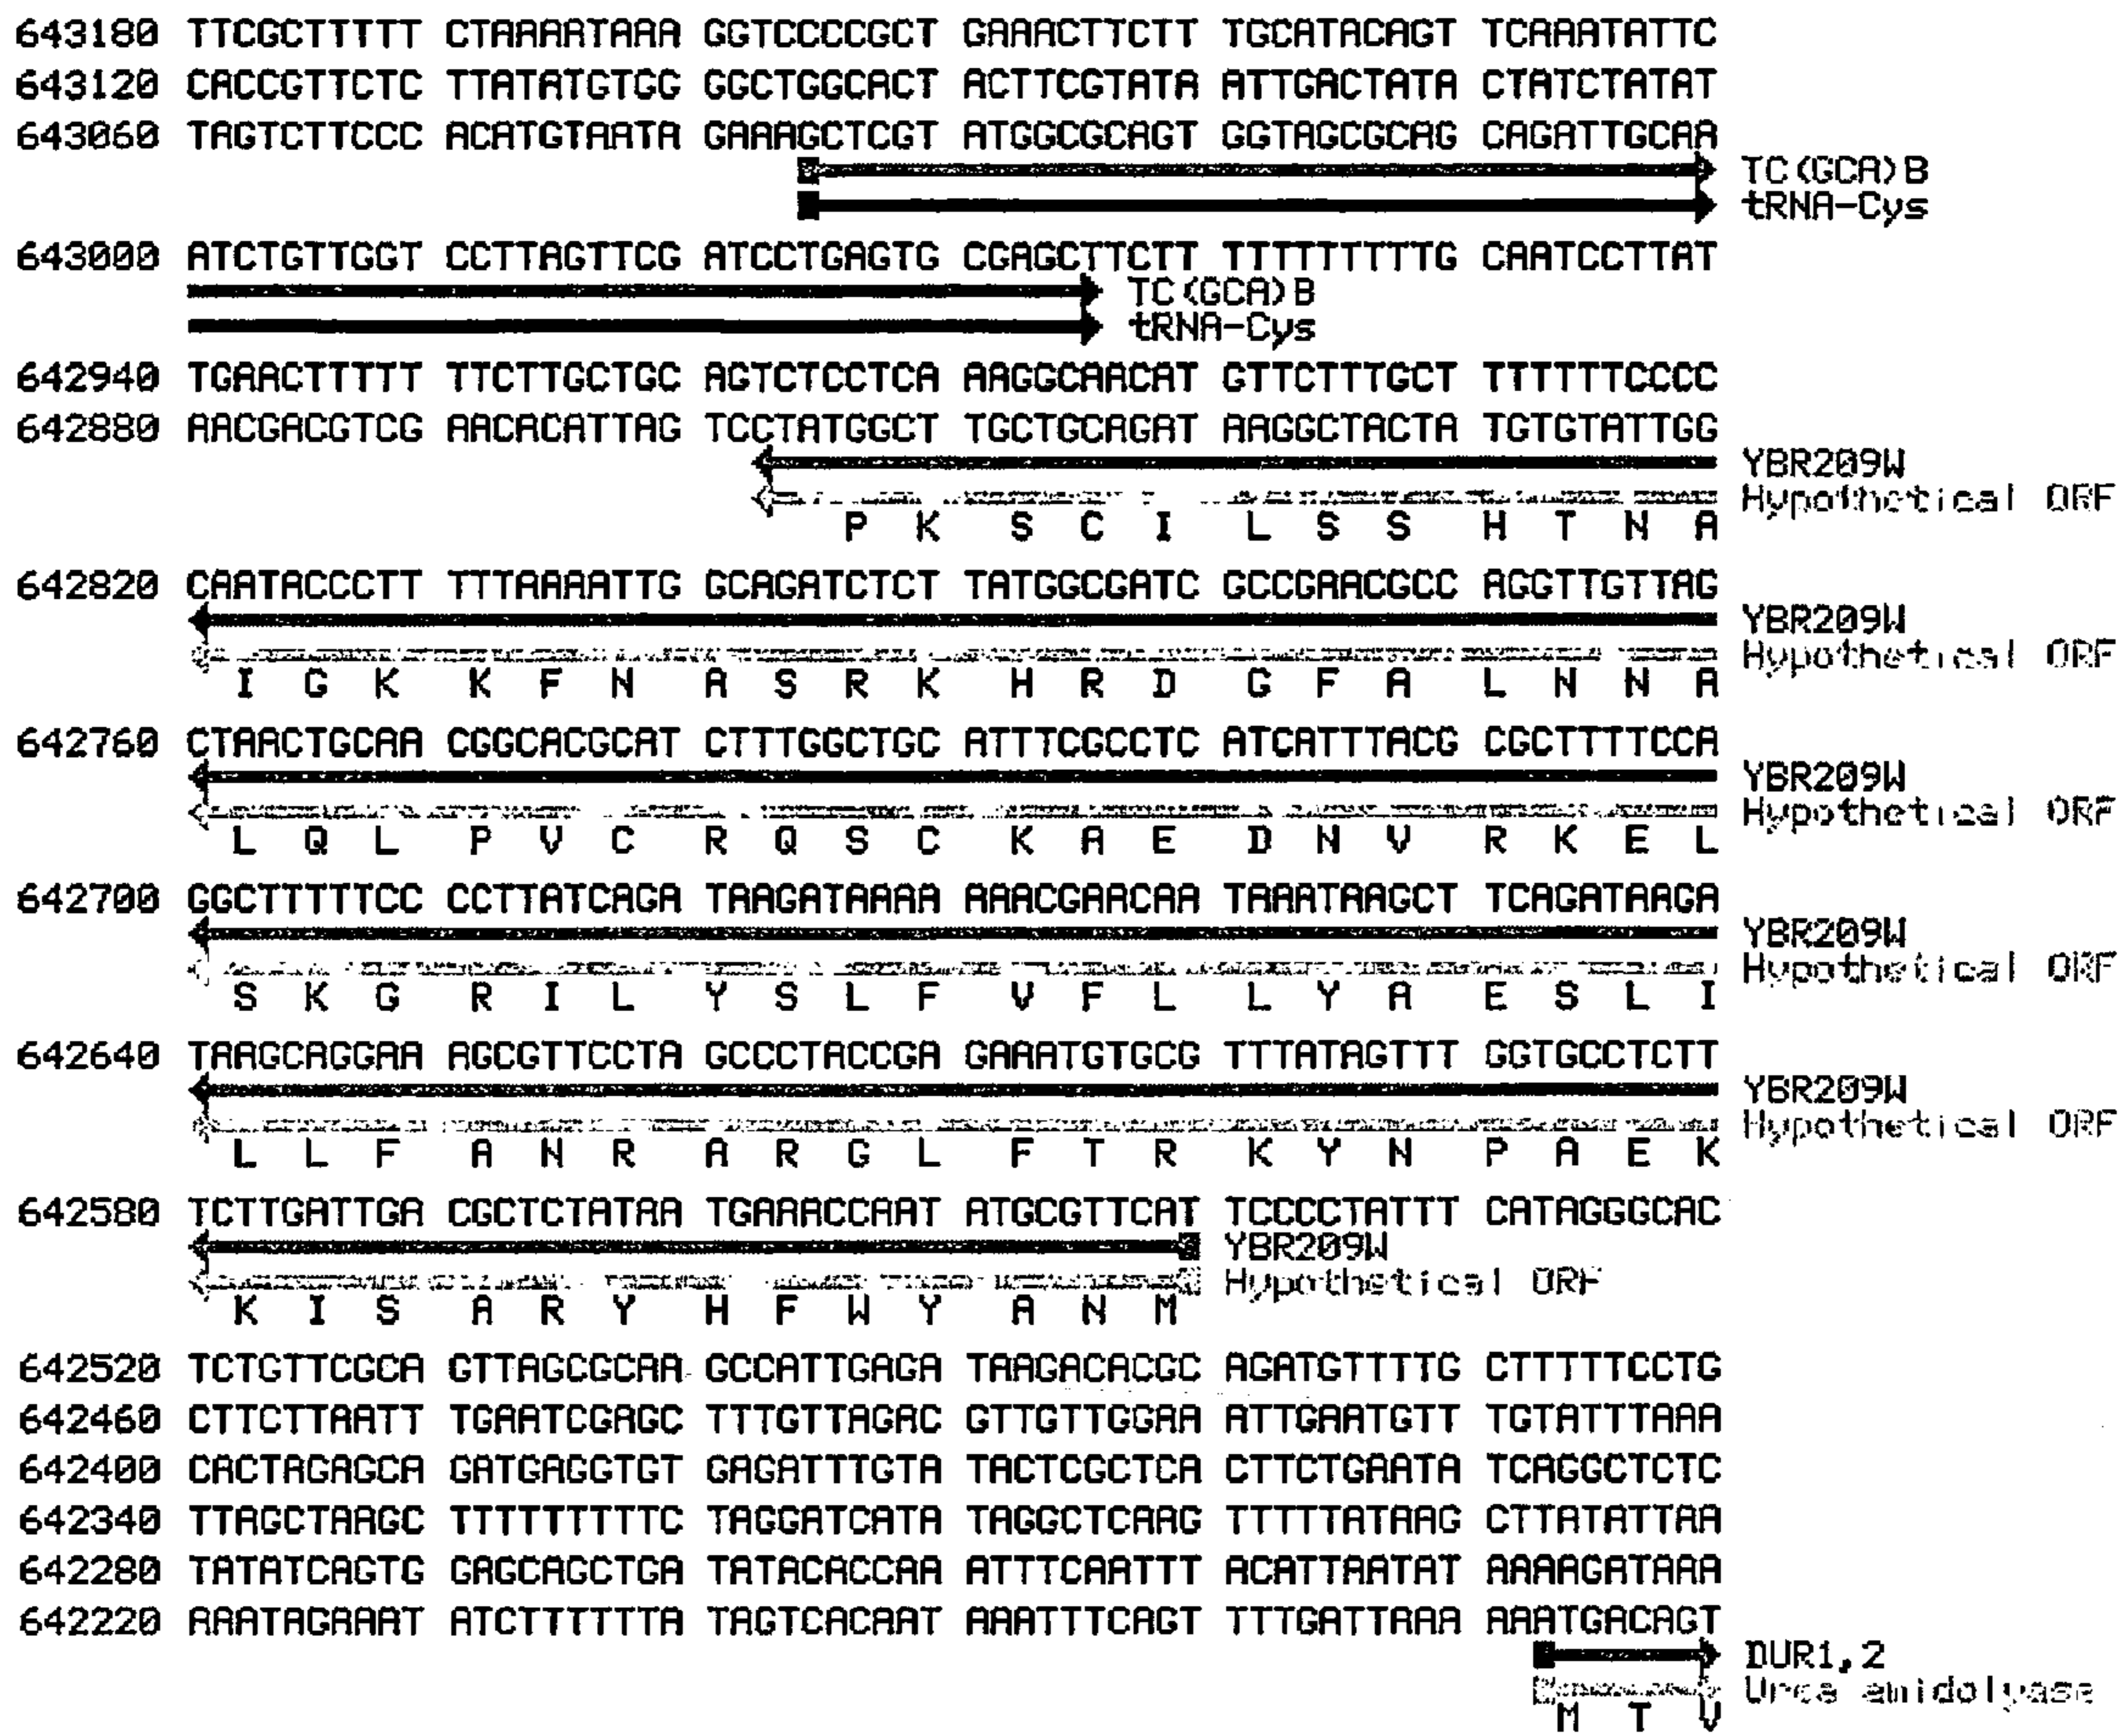 643180 TTCGCTTTTT CTAAAAATAAA GGTCCCCGCT GAAACTTCTT TGCATACAGT TCAAATATTC
643120 CACCGTTCTC TTATATGTGG GGCTGGCACT ACTTCGTATA ATTGACTATA CTATCTATAT
643060 TAGTCTTCCC ACATGTAATA GAAAGCTCGT ATGGCGCAGT GGTAGCGCAG CAGATTGCAA
TC(GCA)B
tRNA-Cys
643000 ATCTGTTGGT CCTTAGTTCG ATCCTGAGTG CGAGCTTCTT TTTTTTTTTG CAATCCTTAT
TC(GCA)B
tRNA-Cys
642940 TGAACTTTTT TTCTTGCTGC AGTCTCCTCA AAGGCAACAT GTTCTTTGCT TTTTTTCCCC
642880 AACGACGTCG AACACATTAG TCCTATGGCT TGCTGCAGAT AAGGCTACTA TGTGTATTGG
YBR209W
Hypothetical ORF
P K S C I L S S H T N A
642820 CAATACCCTT TTTAAAATTG GCAGATCTCT TATGGCGATC GCCGAACGCC AGGTTGTTAG
YBR209W
Hypothetical ORF
I G K K F N A S R K H R D G F A L N N A
642760 CTAACTGCAA CGGCACGCAT CTTTGGCTGC ATTTCGCCTC ATCATTTACG CGCTTTTCCA
YBR209W
Hypothetical ORF
L Q L P V C R Q S C K A E D N V R K E L
642700 GGCTTTTTCC CCTTATCAGA TAAGATAAAA AAACGAACAA TAAATAAGCT TCAGATAAGA
YBR209W
Hypothetical ORF
S K G R I L Y S L F V F L L Y A E S L I
642640 TAAGCAGGAA AGCGTTCCTA GCCCTACCGA GAAATGTGCG TTTATAGTTT GGTGCCTCTT
YBR209W
Hypothetical ORF
L L F A N R A R G L F T R K Y N P A E K
642580 TCTTGATTGA CGCTCTATAA TGAAACCAAT ATGCGTTCAT TCCCCTATTT CATAGGGCAC
YBR209W
Hypothetical ORF
K I S A R Y H F W Y A N M
642520 TCTGTTCGCA GTTAGCGCAA GCCATTGAGA TAAGACACGC AGATGTTTTG CTTTTTCCTG
642460 CTTCTTAATT TGAATCGAGC TTTGTTAGAC GTTGTTGGAA ATTGAATGTT TGTATTTAAA
642400 CACTAGAGCA GATGAGGTGT GAGATTTGTA TACTCGCTCA CTTCTGAATA TCAGGCTCTC
642340 TTAGCTAAGC TTTTTTTTTC TAGGATCATA TAGGCTCAAG TTTTTATAAG CTTATATTAA
642280 TATATCAGTG GAGCAGCTGA TATACACCAA ATTTCAATTT ACATTAATAT AAAAGATAAA
642220 AAATAGAAAT ATCTTTTTTA TAGTCACAAT AAATTTCAGT TTTGATTAAA AAATGACAGT
DUR1,2
Urea amidolyase
M T V